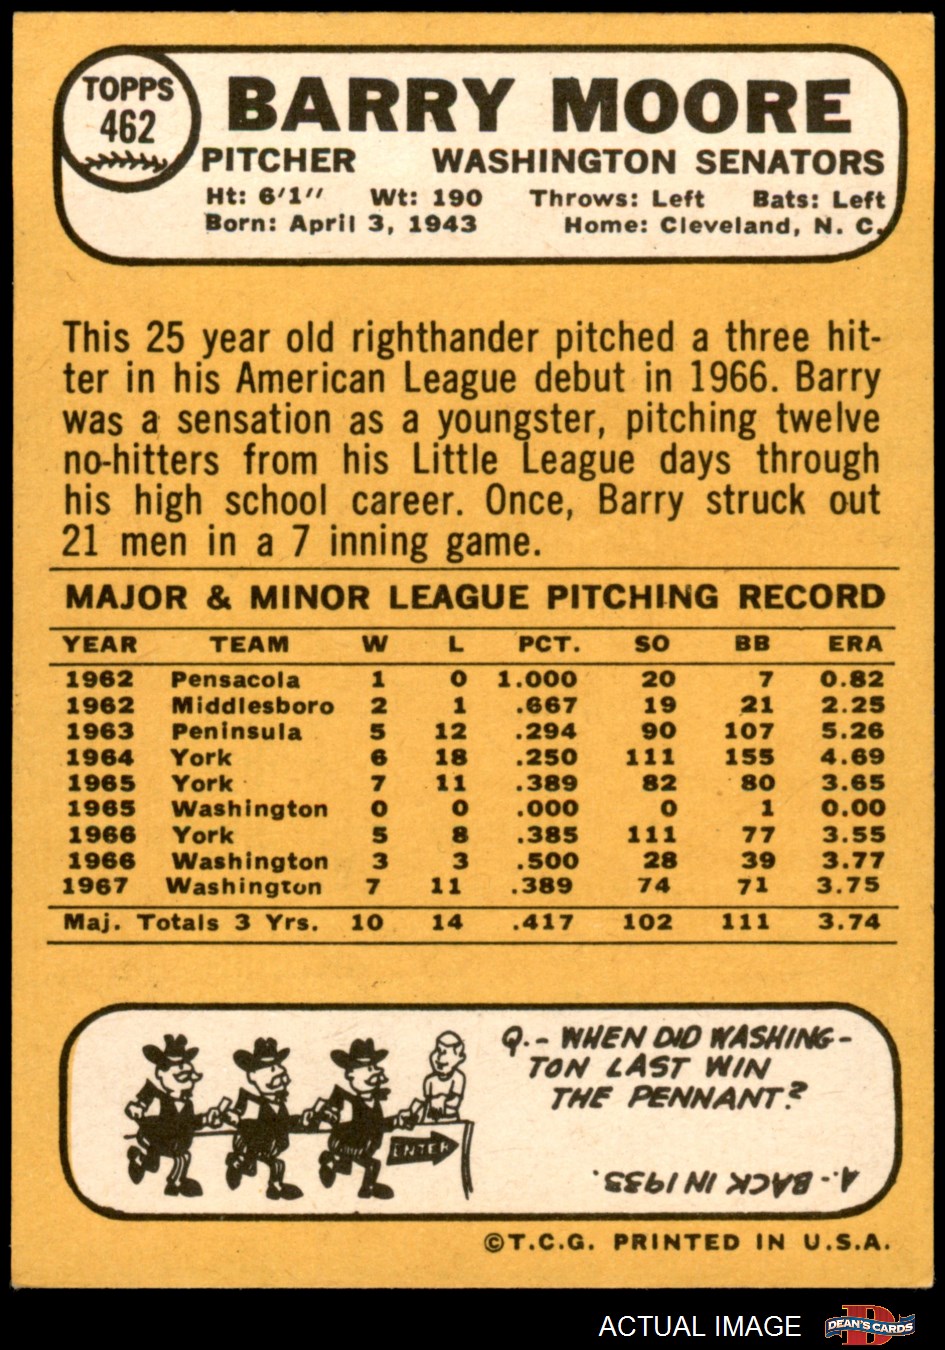 TOPPS
462
BARRY MOORE
PITCHER WASHINGTON SENATORS
Ht: 6'1" Wt: 190 Throws: Left Bats: Left
Born: April 3, 1943 Home: Cleveland, N. C.
This 25 year old righthander pitched a three hit-
ter in his American League debut in 1966. Barry
was a sensation as a youngster, pitching twelve
no-hitters from his Little League days through
his high school career. Once, Barry struck out
21 men in a 7 inning game.
MAJOR & MINOR LEAGUE PITCHING RECORD
YEAR TEAM W L PCT. SO BB ERA
1962 Pensacola 1 0 1.000 20 7 0.82
1962 Middlesboro 2 1 .667 19 21 2.25
1963 Peninsula 5 12 .294 90 107 5.26
1964 York 6 18 .250 111 155 4.69
1965 York 7 11 .389 82 80 3.65
1965 Washington 0 0 .000 0 1 0.00
1966 York 5 8 .385 111 77 3.55
1966 Washington 3 3 .500 28 39 3.77
1967 Washington 7 11 .389 74 71 3.75
Maj. Totals 3 Yrs. 10 14 .417 102 111 3.74
Q.- WHEN DID WASHING-
TON LAST WIN
THE PENNANT?
ENTER
A.- BACK IN 1933.
©T.C.G. PRINTED IN U.S.A.
ACTUAL IMAGE
DEAN'S CARDS